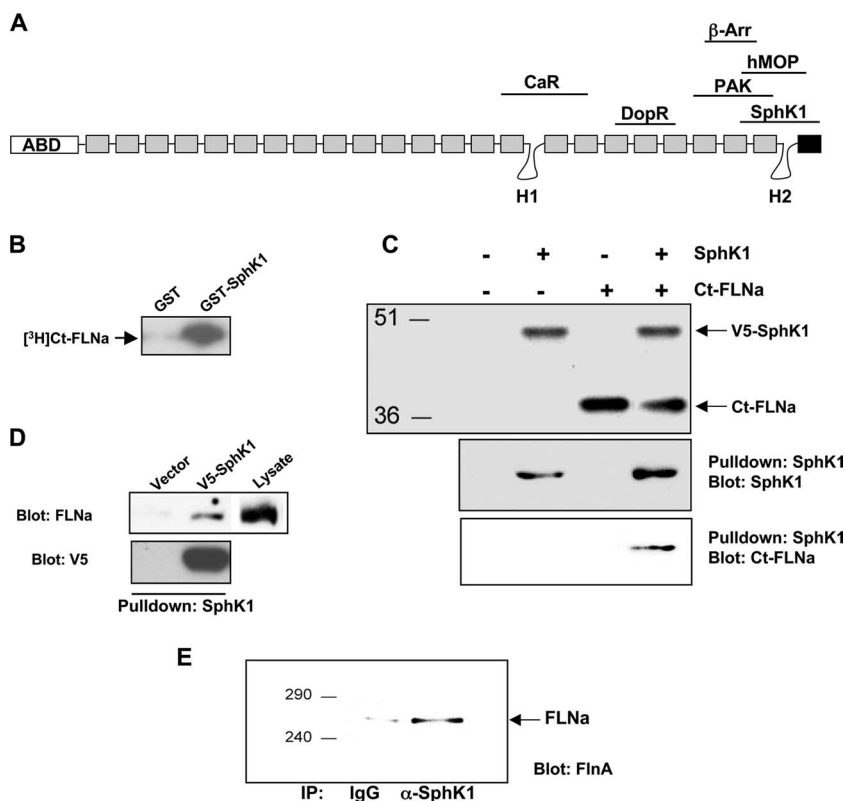 A
β-Arr
hMOP
CaR
PAK
DopR
SphK1
ABD
H1
H2
B
GST
GST-SphK1
[³H]Ct-FLNa
C
- + - + SphK1
- - + + Ct-FLNa
51
V5-SphK1
36
Ct-FLNa
Pulldown: SphK1
Blot: SphK1
Pulldown: SphK1
Blot: Ct-FLNa
D
Vector
V5-SphK1
Lysate
Blot: FLNa
Blot: V5
Pulldown: SphK1
E
290
240
FLNa
Blot: FlnA
IP: IgG α-SphK1